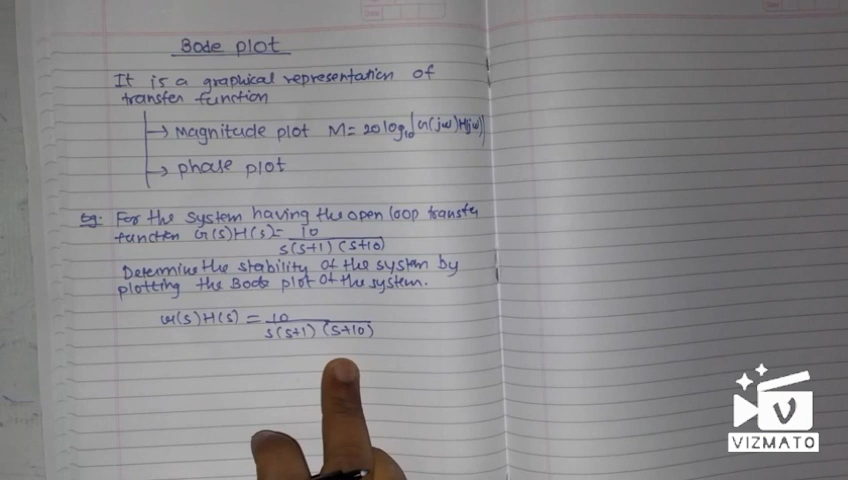 Bode plot
It is a graphical representation of
transfer function
→ Magnitude plot M= 20 log₁₀|G(jω)H(jω)|
→ phase plot
Eg: For the system having the open loop transfer
function G(s)H(s)= 10
s(s+1) (s+10)
Determine the stability of the system by
plotting the Bode plot of the system.
G(s)H(s) = 10
s(s+1) (s+10)
VIZMATO